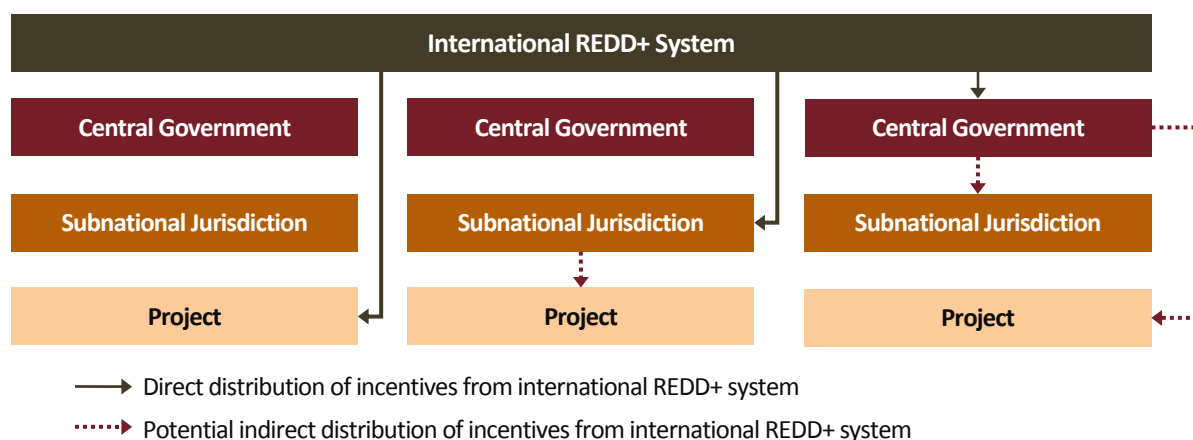 International REDD+ System
Central Government
Central Government
Central Government
Subnational Jurisdiction
Subnational Jurisdiction
Subnational Jurisdiction
Project
Project
Project
Direct distribution of incentives from international REDD+ system
Potential indirect distribution of incentives from international REDD+ system